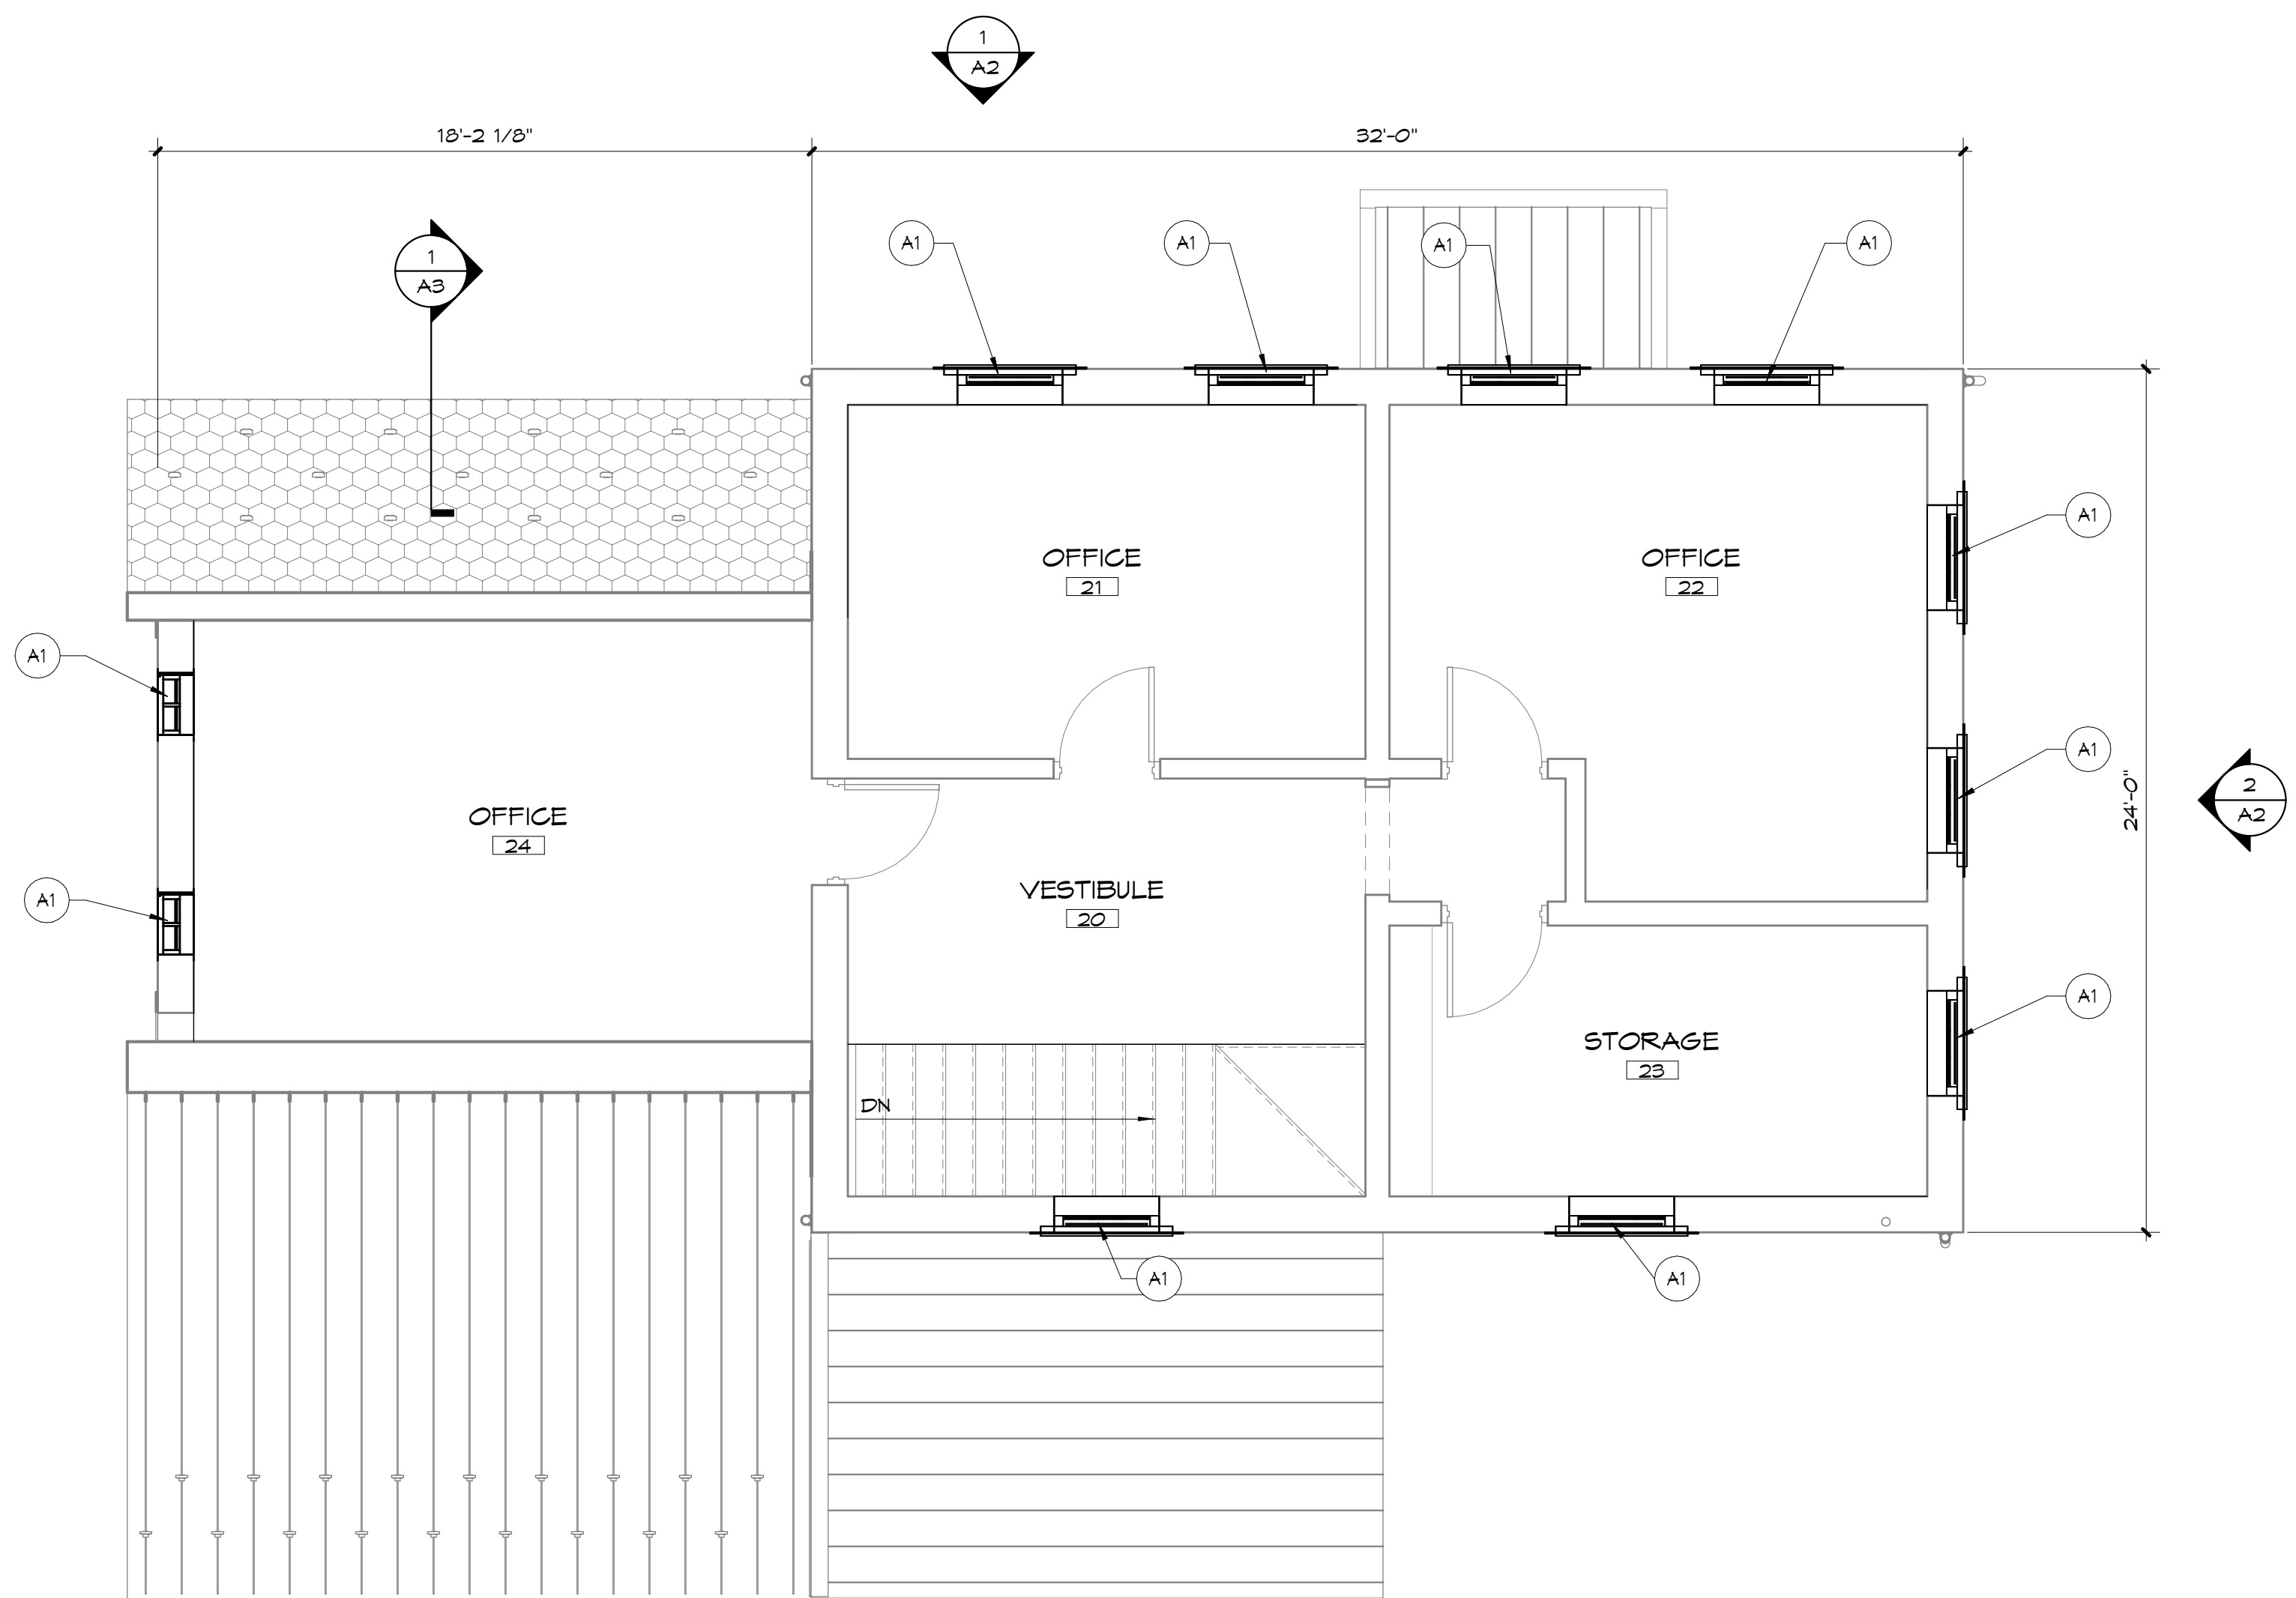 1
A2
18'-2 1/8"
32'-0"
1
A3
A1
A1
A1
A1
A1
OFFICE
21
OFFICE
22
A1
A1
2
A2
24'-0"
OFFICE
24
VESTIBULE
20
A1
A1
STORAGE
23
DN
A1
A1